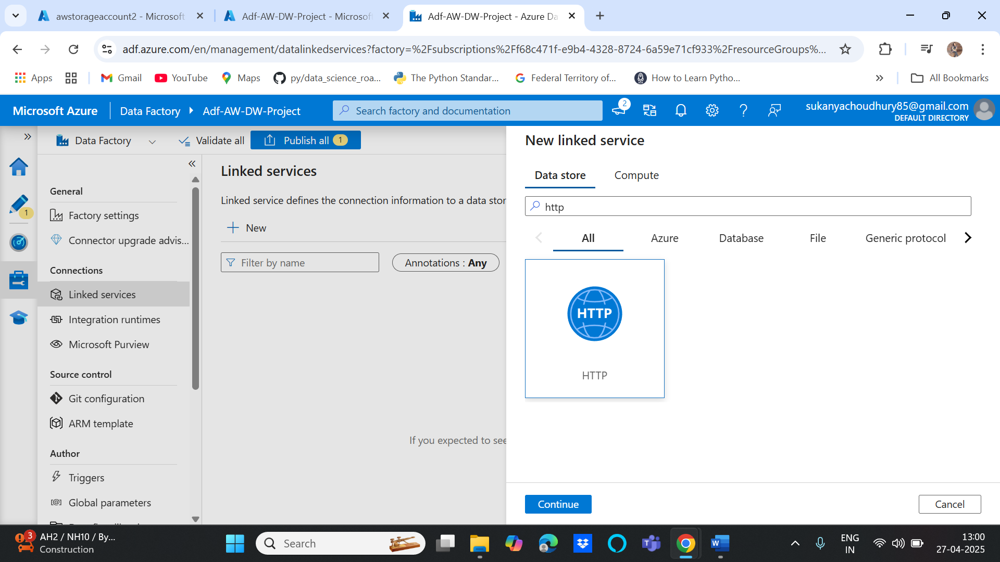 awstorageaccount2 - Microsoft
Adf-AW-DW-Project - Microsof
Adf-AW-DW-Project - Azure Da
adf.azure.com/en/management/datalinkedservices?factory=%2Fsubscriptions%2Ff68c471f-e9b4-4328-8724-6a59e71cf933%2FresourceGroups%...
Apps
Gmail
YouTube
Maps
py/data_science_roa...
The Python Standar...
Federal Territory of...
How to Learn Pytho...
All Bookmarks
Microsoft Azure
Data Factory
Adf-AW-DW-Project
Search factory and documentation
2
sukanyachoudhury85@gmail.com
DEFAULT DIRECTORY
Data Factory
Validate all
Publish all 1
1
General
Factory settings
Connector upgrade advis...
Connections
Linked services
Integration runtimes
Microsoft Purview
Source control
Git configuration
ARM template
Author
Triggers
Global parameters
Linked services
Linked service defines the connection information to a data stor
New
Filter by name
Annotations : Any
If you expected to see
New linked service
Data store
Compute
http
All
Azure
Database
File
Generic protocol
HTTP
HTTP
Continue
Cancel
3
AH2 / NH10 / By...
Construction
Search
ENG
IN
13:00
27-04-2025